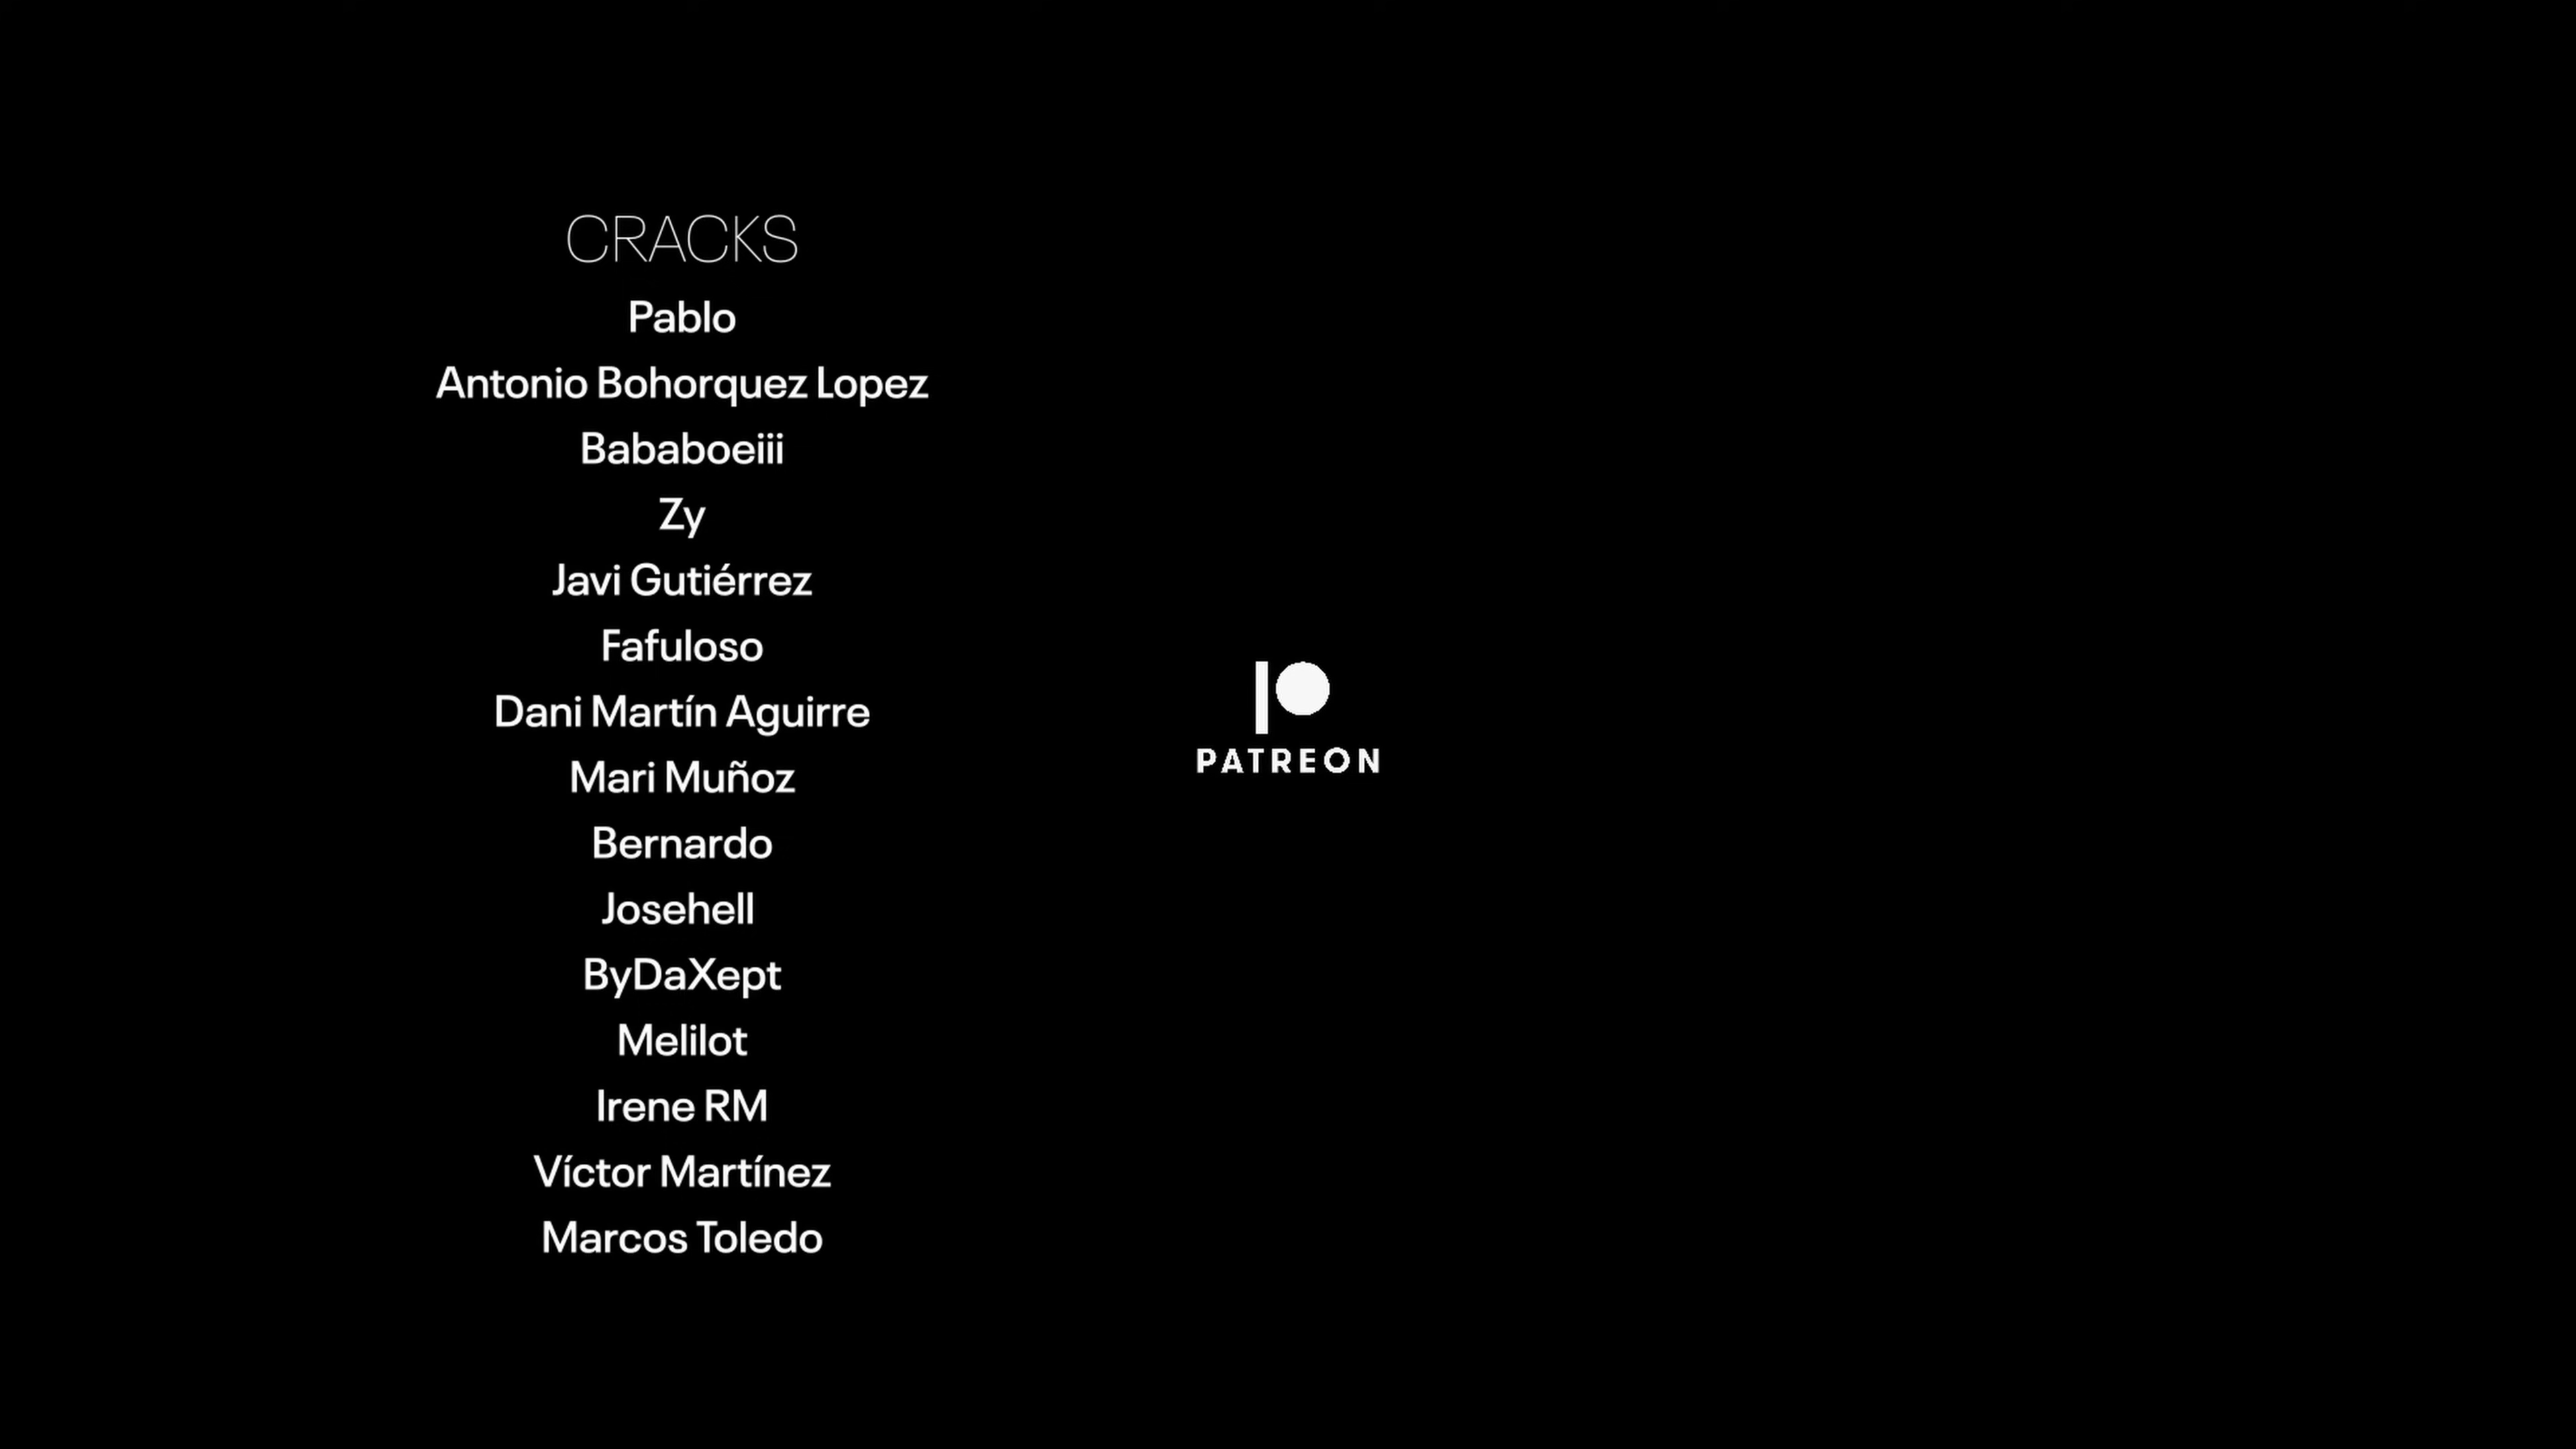 CRACKS
Pablo
Antonio Bohorquez Lopez
Bababoeiii
Zy
Javi Gutiérrez
Fafuloso
Dani Martín Aguirre
Mari Muñoz
Bernardo
Josehell
ByDaXept
Melilot
Irene RM
Víctor Martínez
Marcos Toledo
PATREON